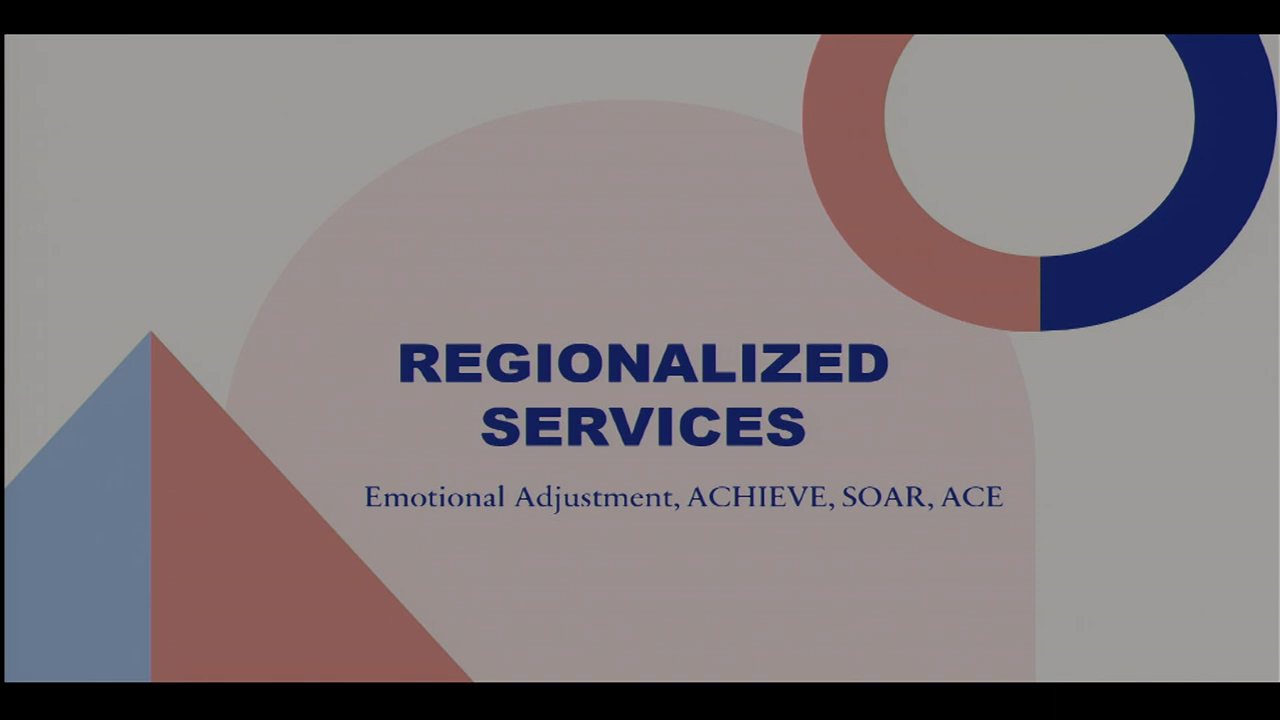 REGIONALIZED
SERVICES
Emotional Adjustment, ACHIEVE, SOAR, ACE